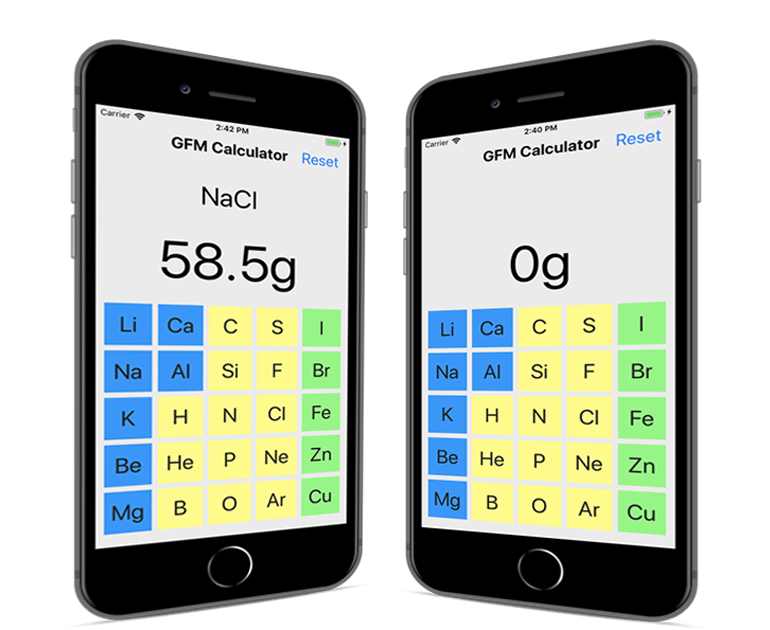 Carrier
2:42 PM
GFM Calculator
Reset
NaCl
58.5g
Li Ca C S I
Na Al Si F Br
K H N Cl Fe
Be He P Ne Zn
Mg B O Ar Cu
Carrier
2:40 PM
GFM Calculator
Reset
0g
Li Ca C S I
Na Al Si F Br
K H N Cl Fe
Be He P Ne Zn
Mg B O Ar Cu